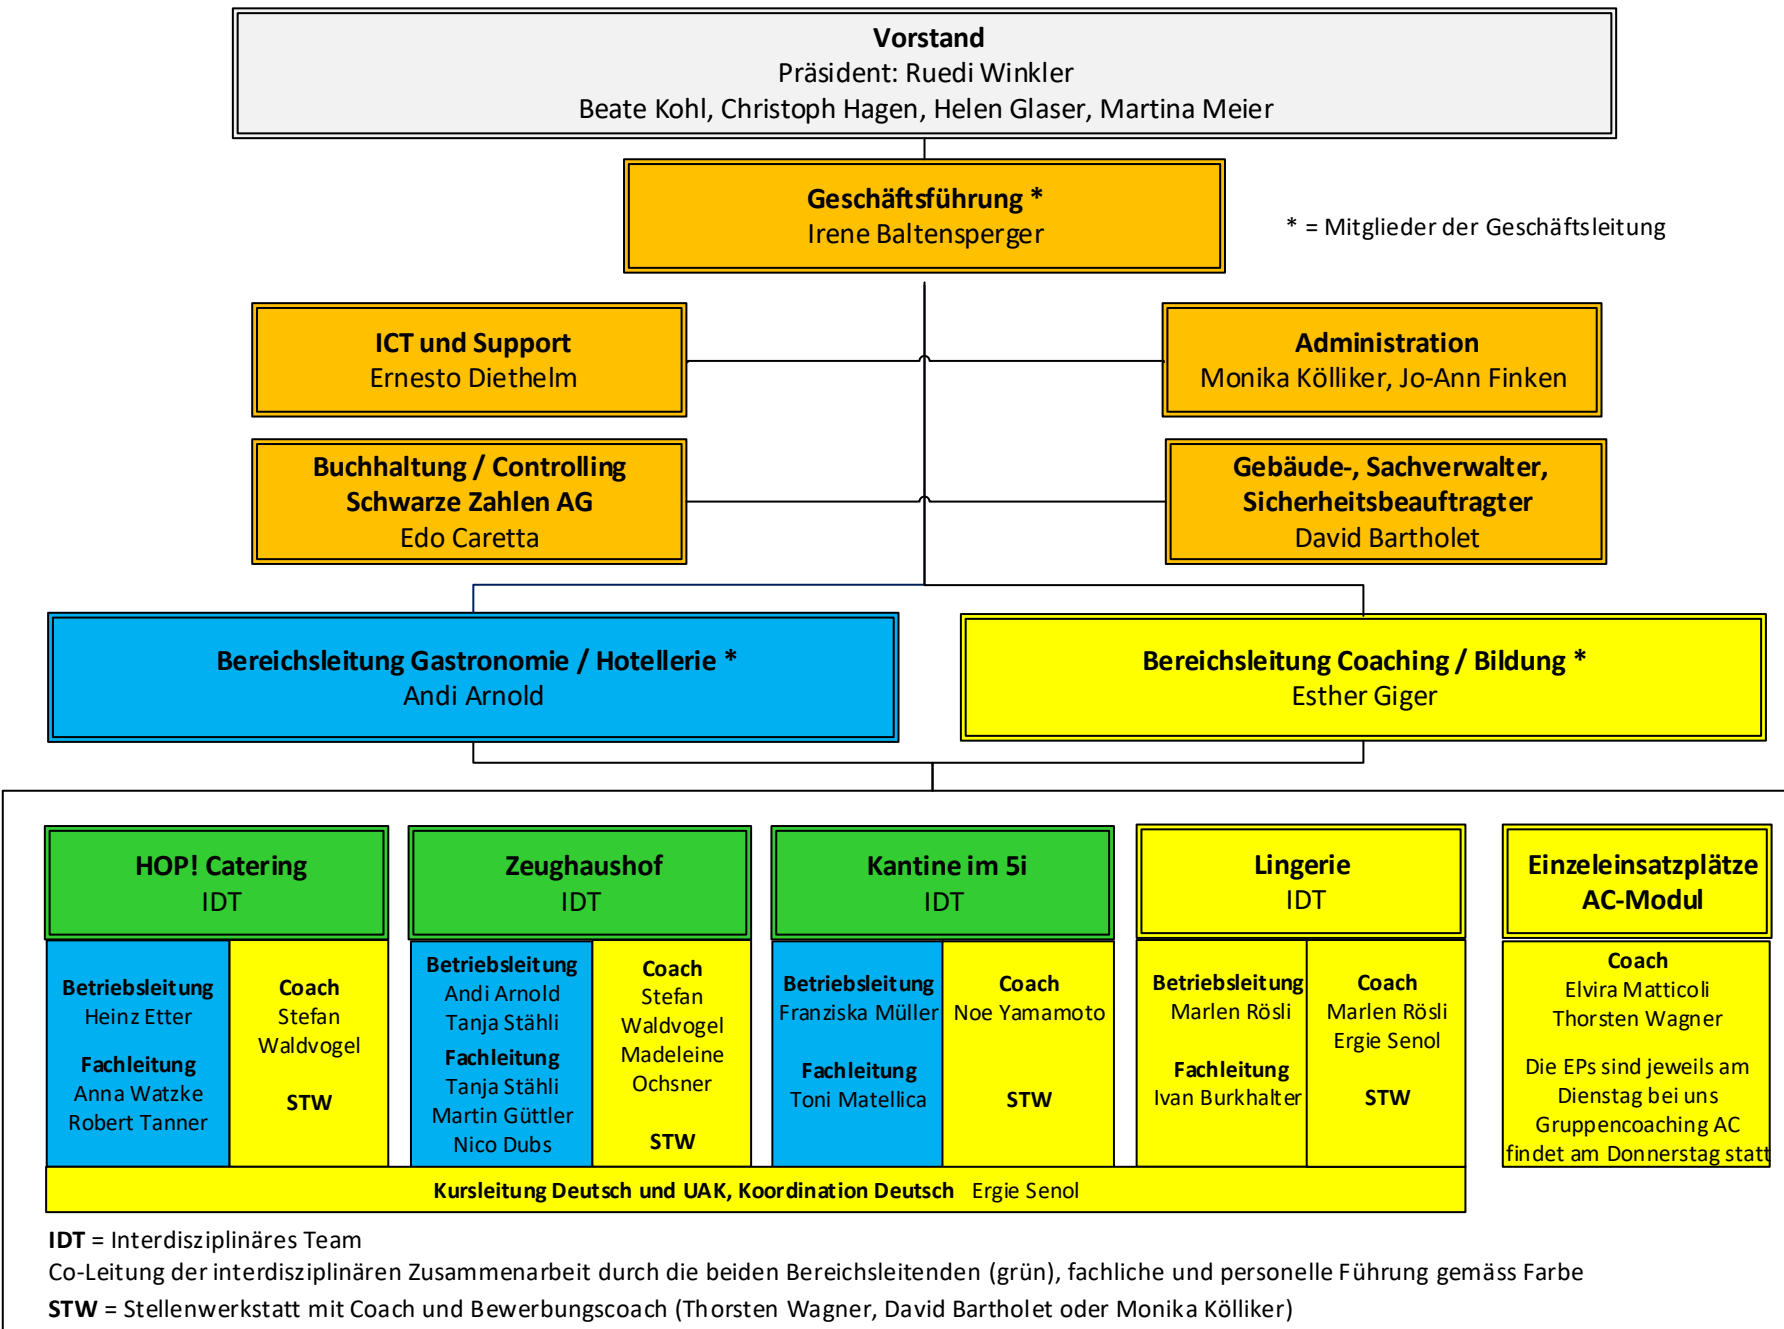 Vorstand
Präsident: Ruedi Winkler
Beate Kohl, Christoph Hagen, Helen Glaser, Martina Meier
Geschäftsführung *
Irene Baltensperger
* = Mitglieder der Geschäftsleitung
ICT und Support
Ernesto Diethelm
Administration
Monika Kölliker, Jo-Ann Finken
Buchhaltung / Controlling
Schwarze Zahlen AG
Edo Caretta
Gebäude-, Sachverwalter,
Sicherheitsbeauftragter
David Bartholet
Bereichsleitung Gastronomie / Hotellerie *
Andi Arnold
Bereichsleitung Coaching / Bildung *
Esther Giger
HOP! Catering
IDT
Betriebsleitung
Heinz Etter
Fachleitung
Anna Watzke
Robert Tanner
Coach
Stefan
Waldvogel
STW
Zeughaushof
IDT
Betriebsleitung
Andi Arnold
Tanja Stähli
Fachleitung
Tanja Stähli
Martin Güttler
Nico Dubs
Coach
Stefan
Waldvogel
Madeleine
Ochsner
STW
Kantine im 5i
IDT
Betriebsleitung
Franziska Müller
Fachleitung
Toni Matellica
Coach
Noe Yamamoto
STW
Lingerie
IDT
Betriebsleitung
Marlen Rösli
Fachleitung
Ivan Burkhalter
Coach
Marlen Rösli
Ergie Senol
STW
Einzeleinsatzplätze
AC-Modul
Coach
Elvira Matticoli
Thorsten Wagner
Die EPs sind jeweils am
Dienstag bei uns
Gruppencoaching AC
findet am Donnerstag statt
Kursleitung Deutsch und UAK, Koordination Deutsch Ergie Senol
IDT = Interdisziplinäres Team
Co-Leitung der interdisziplinären Zusammenarbeit durch die beiden Bereichsleitenden (grün), fachliche und personelle Führung gemäss Farbe
STW = Stellenwerkstatt mit Coach und Bewerbungscoach (Thorsten Wagner, David Bartholet oder Monika Kölliker)